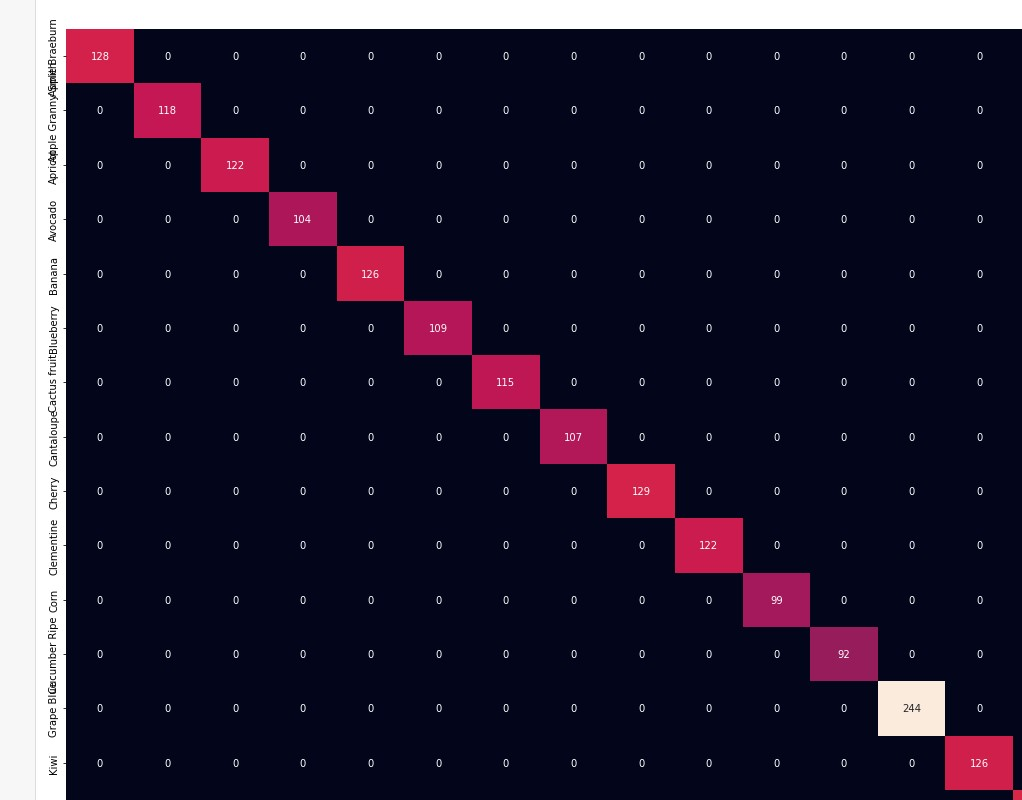 Apple Braeburn
128 0 0 0 0 0 0 0 0 0 0 0 0 0
Apple Granny Smith
0 118 0 0 0 0 0 0 0 0 0 0 0 0
Apricot
0 0 122 0 0 0 0 0 0 0 0 0 0 0
Avocado
0 0 0 104 0 0 0 0 0 0 0 0 0 0
Banana
0 0 0 0 126 0 0 0 0 0 0 0 0 0
Blueberry
0 0 0 0 0 109 0 0 0 0 0 0 0 0
Cactus fruit
0 0 0 0 0 0 115 0 0 0 0 0 0 0
Cantaloupe
0 0 0 0 0 0 0 107 0 0 0 0 0 0
Cherry
0 0 0 0 0 0 0 0 129 0 0 0 0 0
Clementine
0 0 0 0 0 0 0 0 0 122 0 0 0 0
Corn
0 0 0 0 0 0 0 0 0 0 99 0 0 0
Cucumber Ripe
0 0 0 0 0 0 0 0 0 0 0 92 0 0
Grape Blue
0 0 0 0 0 0 0 0 0 0 0 0 244 0
Kiwi
0 0 0 0 0 0 0 0 0 0 0 0 0 126